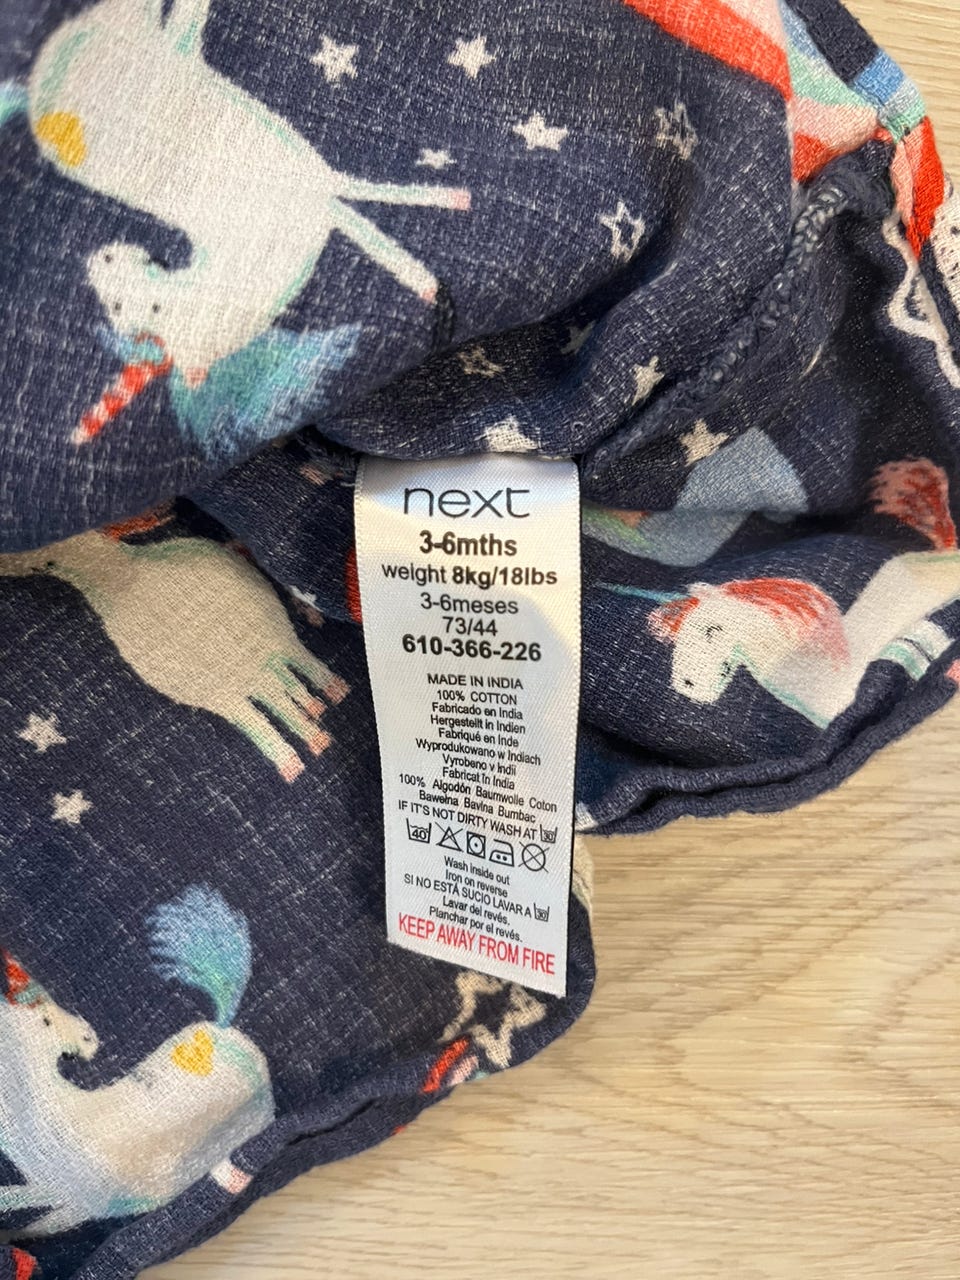 next
3-6mths
weight 8kg/18lbs
3-6meses
73/44
610-366-226
MADE IN INDIA
100% COTTON
Fabricado en India
Hergestellt in Indien
Fabriqué en Inde
Wyprodukowano w Indiach
Vyrobeno v Indii
Fabricat în India
100% Algodón Baumwolle Coton
Bawełna Bavlna Bumbac
IF IT'S NOT DIRTY WASH AT 30
40
Wash inside out
Iron on reverse
SI NO ESTÁ SUCIO LAVAR A 30
Lavar del revés.
Planchar por el revés.
KEEP AWAY FROM FIRE